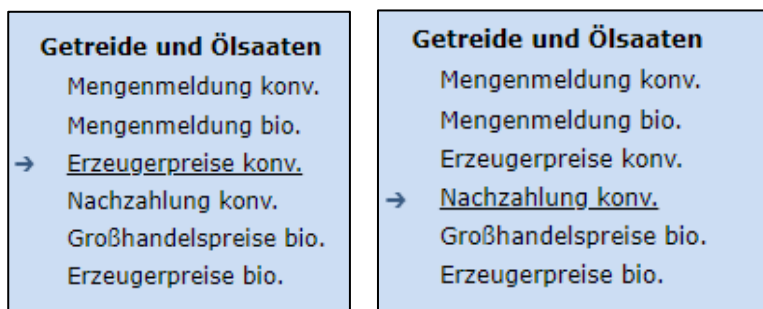 Getreide und Ölsaaten
Mengenmeldung konv.
Mengenmeldung bio.
→ Erzeugerpreise konv.
Nachzahlung konv.
Großhandelspreise bio.
Erzeugerpreise bio.
Getreide und Ölsaaten
Mengenmeldung konv.
Mengenmeldung bio.
Erzeugerpreise konv.
→ Nachzahlung konv.
Großhandelspreise bio.
Erzeugerpreise bio.